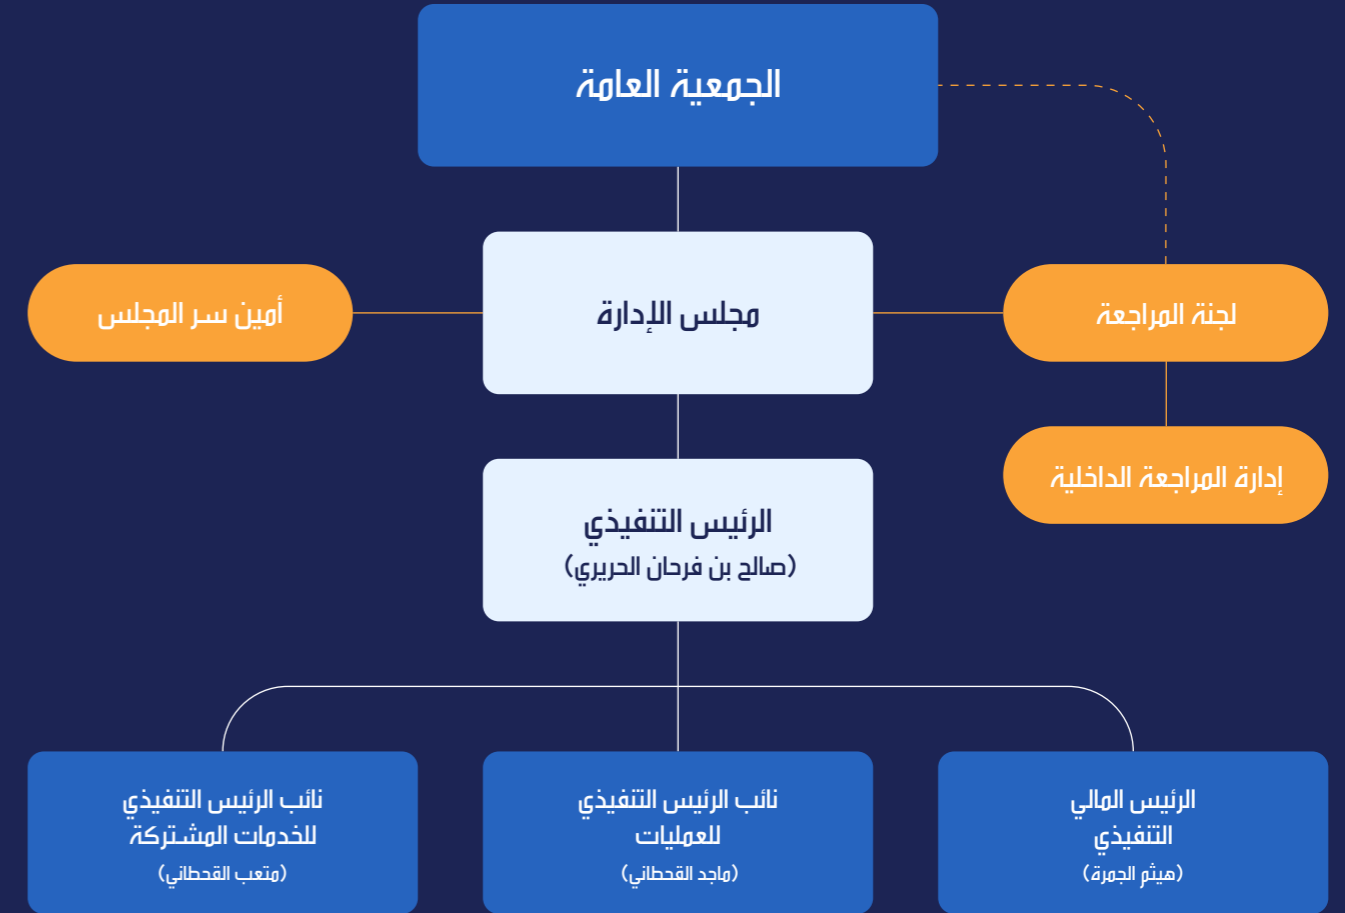 الجمعية العامة
لجنة المراجعة
مجلس الإدارة
أمين سر المجلس
إدارة المراجعة الداخلية
الرئيس التنفيذي
(صالح بن فرحان الحريري)
الرئيس المالي
التنفيذي
(هيثم الجمرة)
نائب الرئيس التنفيذي
للعمليات
(ماجد القحطاني)
نائب الرئيس التنفيذي
للخدمات المشتركة
(متعب القحطاني)